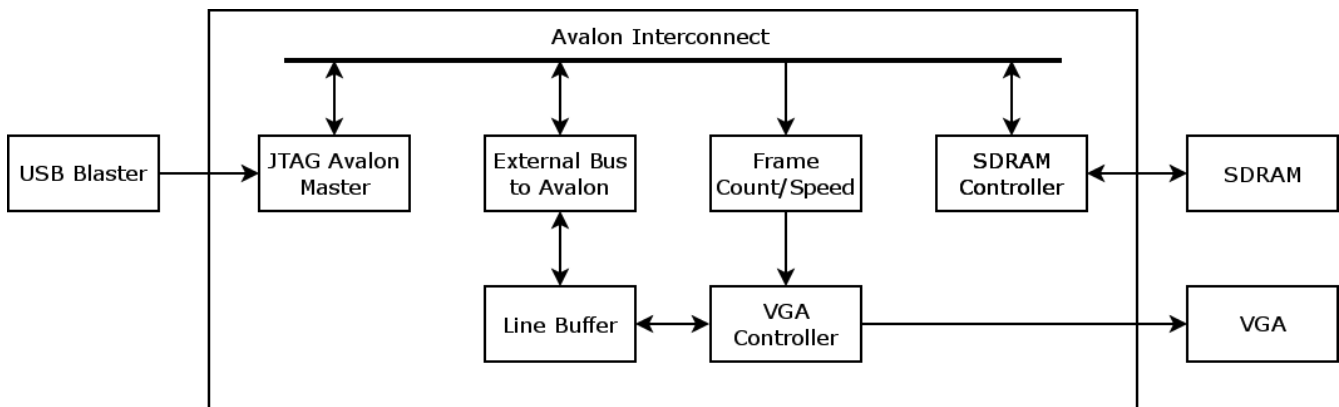 Avalon Interconnect
USB Blaster
JTAG Avalon
Master
External Bus
to Avalon
Frame
Count/Speed
SDRAM
Controller
SDRAM
Line Buffer
VGA
Controller
VGA